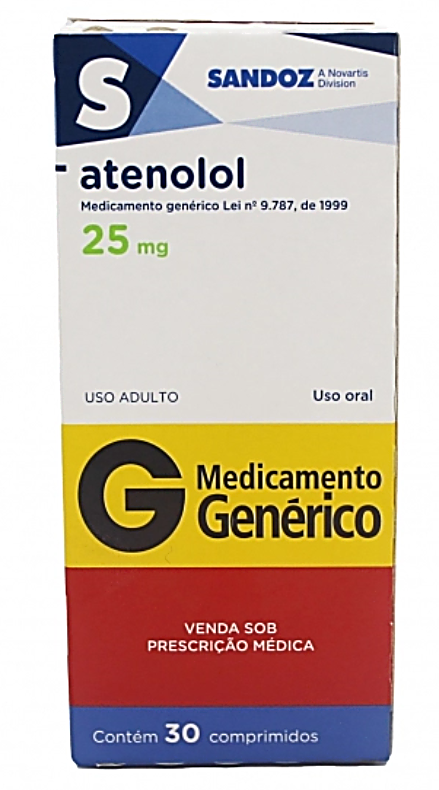 S
SANDOZ A Novartis
Division
atenolol
Medicamento genérico Lei nº 9.787, de 1999
25 mg
USO ADULTO Uso oral
G Medicamento
Genérico
VENDA SOB
PRESCRIÇÃO MÉDICA
Contém 30 comprimidos